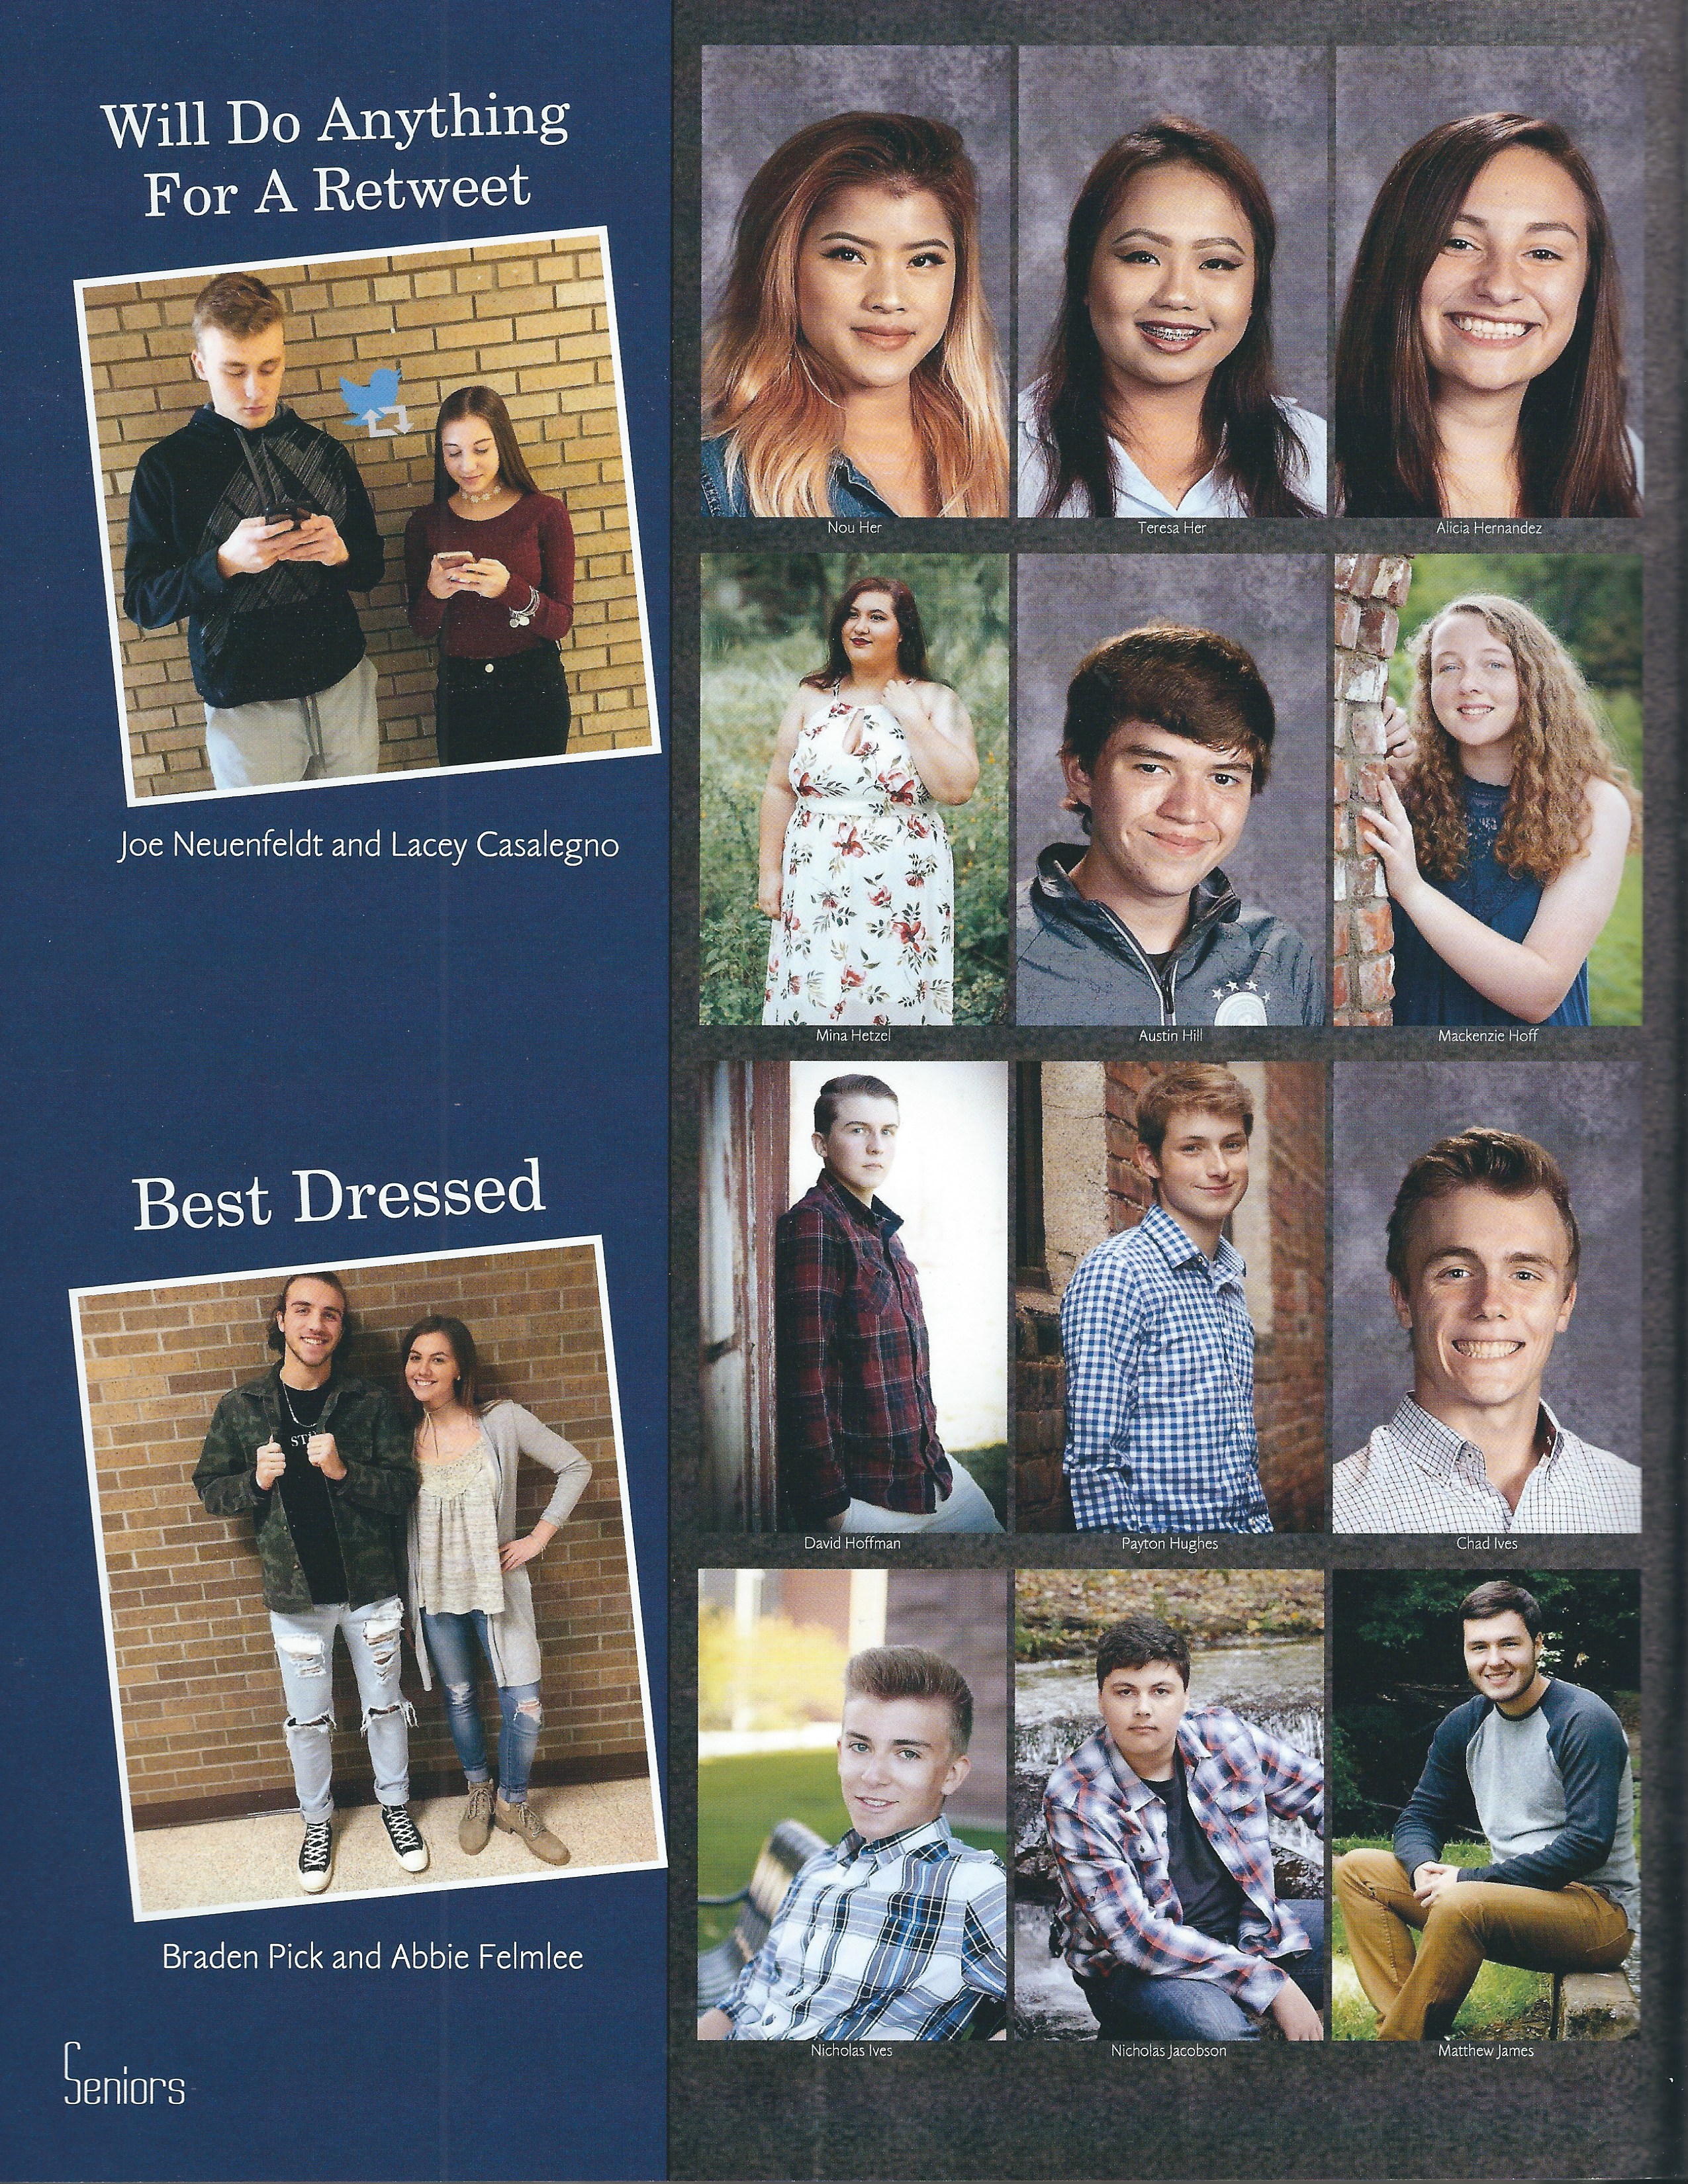 Will Do Anything
For A Retweet
Joe Neuenfeldt and Lacey Casalegno
Best Dressed
Braden Pick and Abbie Felmlee
Seniors
Nou Her
Teresa Her
Alicia Hernandez
Mina Hetzel
Austin Hill
Mackenzie Hoff
David Hoffman
Payton Hughes
Chad Ives
Nicholas Ives
Nicholas Jacobson
Matthew James